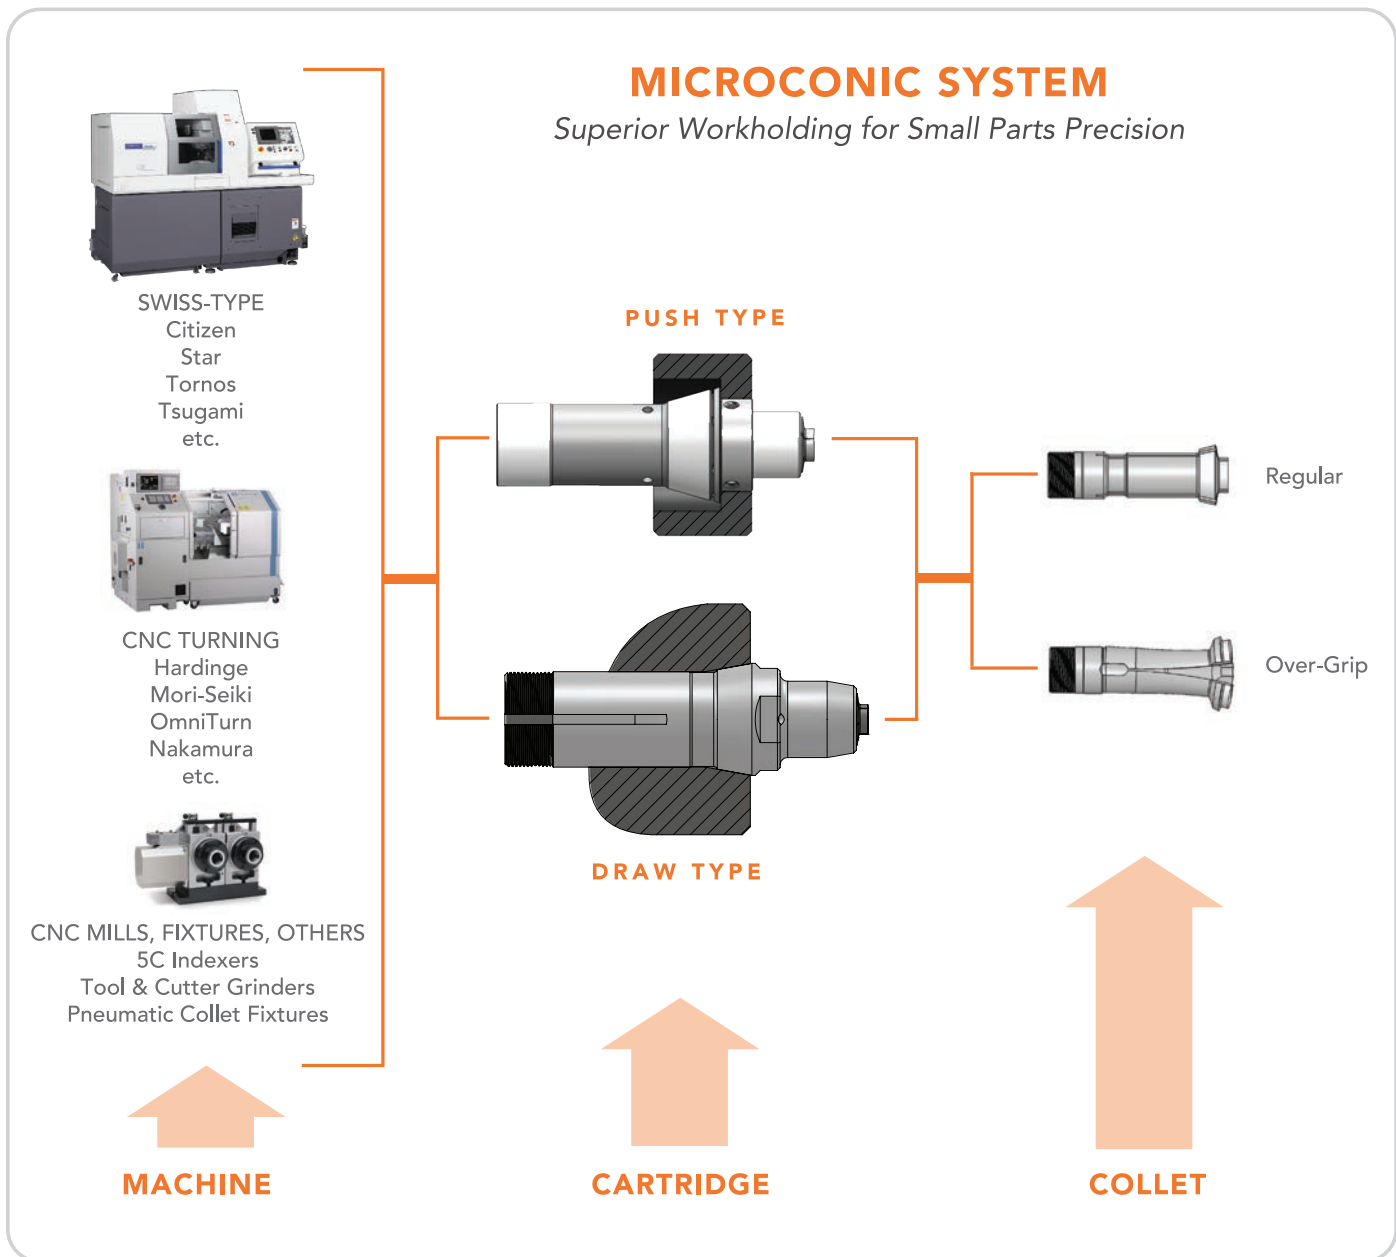 MICROCONIC SYSTEM
Superior Workholding for Small Parts Precision
SWISS-TYPE
Citizen
Star
Tornos
Tsugami
etc.
CNC TURNING
Hardinge
Mori-Seiki
OmniTurn
Nakamura
etc.
CNC MILLS, FIXTURES, OTHERS
5C Indexers
Tool & Cutter Grinders
Pneumatic Collet Fixtures
MACHINE
PUSH TYPE
DRAW TYPE
CARTRIDGE
Regular
Over-Grip
COLLET